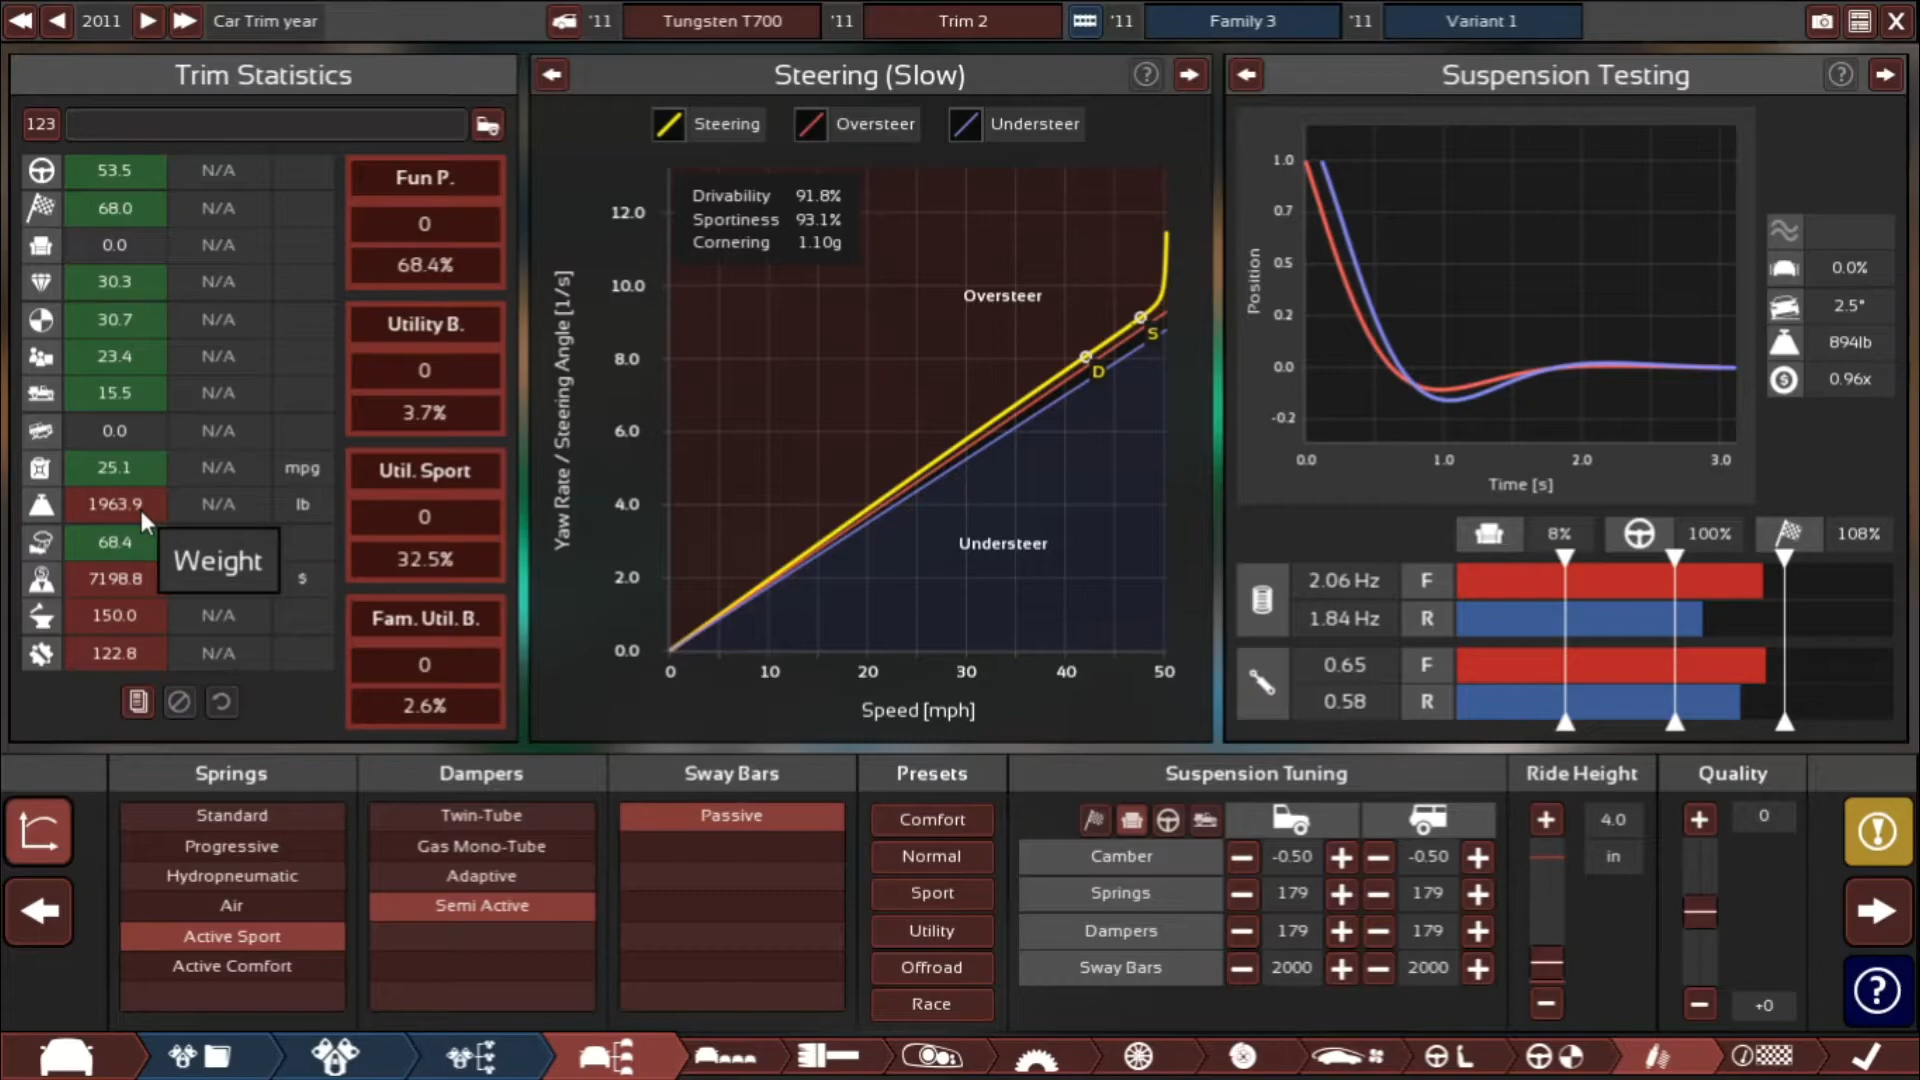 2011 Car Trim year '11 Tungsten T700 '11 Trim 2 '11 Family 3 '11 Variant 1 X
Trim Statistics
123
53.5 N/A
68.0 N/A
0.0 N/A
30.3 N/A
30.7 N/A
23.4 N/A
15.5 N/A
0.0 N/A
25.1 N/A mpg
1963.9 N/A lb
68.4
Weight
7198.8 $
150.0 N/A
122.8 N/A
Fun P.
0
68.4%
Utility B.
0
3.7%
Util. Sport
0
32.5%
Fam. Util. B.
0
2.6%
Steering (Slow) ?
Steering Oversteer Understeer
Drivability 91.8%
Sportiness 93.1%
Cornering 1.10g
Yaw Rate / Steering Angle [1/s]
12.0
10.0
8.0
6.0
4.0
2.0
0.0
Oversteer
S
D
Understeer
0 10 20 30 40 50
Speed [mph]
Suspension Testing ?
Position
1.0
0.7
0.5
0.2
0.0
-0.2
0.0 1.0 2.0 3.0
Time [s]
0.0%
2.5°
894lb
0.96x
8% 100% 108%
2.06 Hz F
1.84 Hz R
0.65 F
0.58 R
Springs
Standard
Progressive
Hydropneumatic
Air
Active Sport
Active Comfort
Dampers
Twin-Tube
Gas Mono-Tube
Adaptive
Semi Active
Sway Bars
Passive
Presets
Comfort
Normal
Sport
Utility
Offroad
Race
Suspension Tuning
Camber -0.50 -0.50
Springs 179 179
Dampers 179 179
Sway Bars 2000 2000
Ride Height
4.0
in
Quality
0
+0
!
?